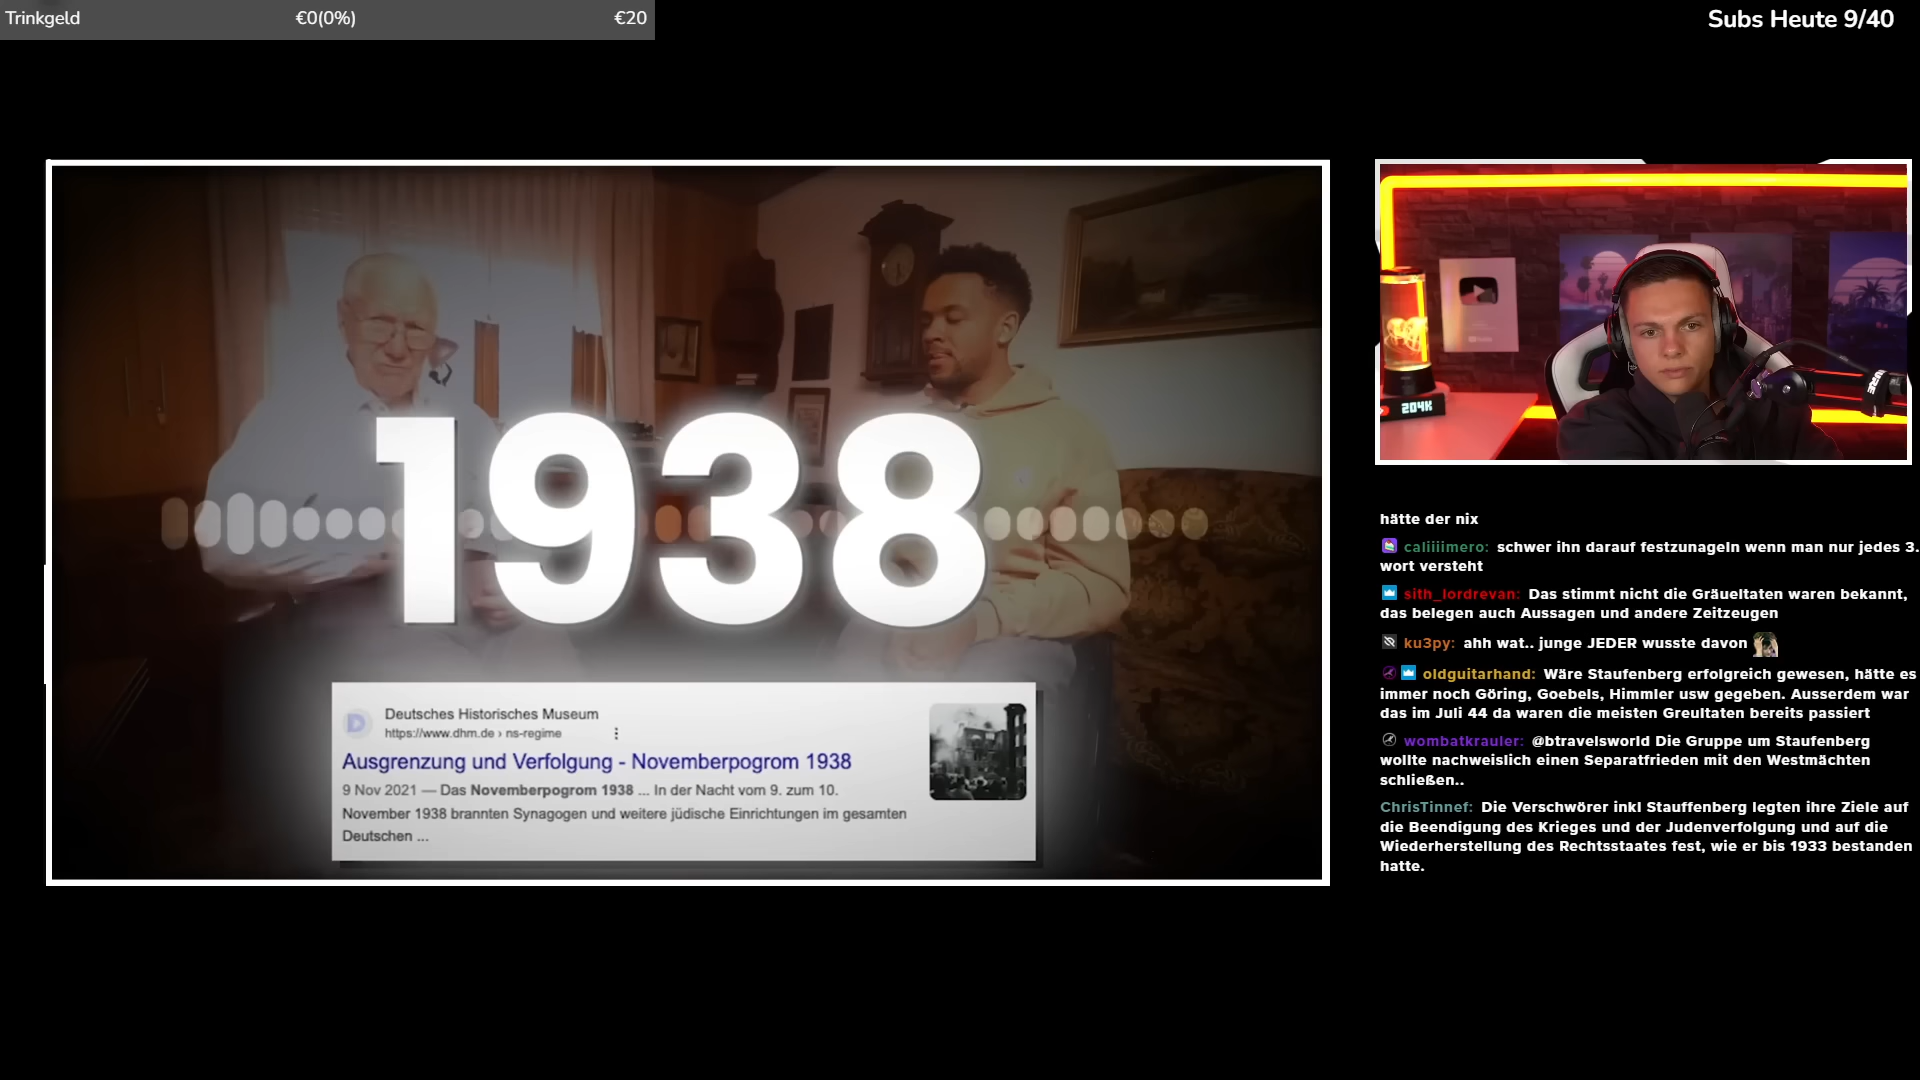 Trinkgeld €0(0%) €20
Subs Heute 9/40
1938
Deutsches Historisches Museum
https://www.dhm.de › ns-regime
Ausgrenzung und Verfolgung - Novemberpogrom 1938
9 Nov 2021 — Das Novemberpogrom 1938 ... In der Nacht vom 9. zum 10.
November 1938 brannten Synagogen und weitere jüdische Einrichtungen im gesamten
Deutschen ...
204K
hätte der nix
caliiiimero: schwer ihn darauf festzunageln wenn man nur jedes 3.
wort versteht
sith_lordrevan: Das stimmt nicht die Gräueltaten waren bekannt,
das belegen auch Aussagen und andere Zeitzeugen
ku3py: ahh wat.. junge JEDER wusste davon
oldguitarhand: Wäre Staufenberg erfolgreich gewesen, hätte es
immer noch Göring, Goebels, Himmler usw gegeben. Ausserdem war
das im Juli 44 da waren die meisten Greultaten bereits passiert
wombatkrauler: @btravelsworld Die Gruppe um Staufenberg
wollte nachweislich einen Separatfrieden mit den Westmächten
schließen..
ChrisTinnef: Die Verschwörer inkl Stauffenberg legten ihre Ziele auf
die Beendigung des Krieges und der Judenverfolgung und auf die
Wiederherstellung des Rechtsstaates fest, wie er bis 1933 bestanden
hatte.